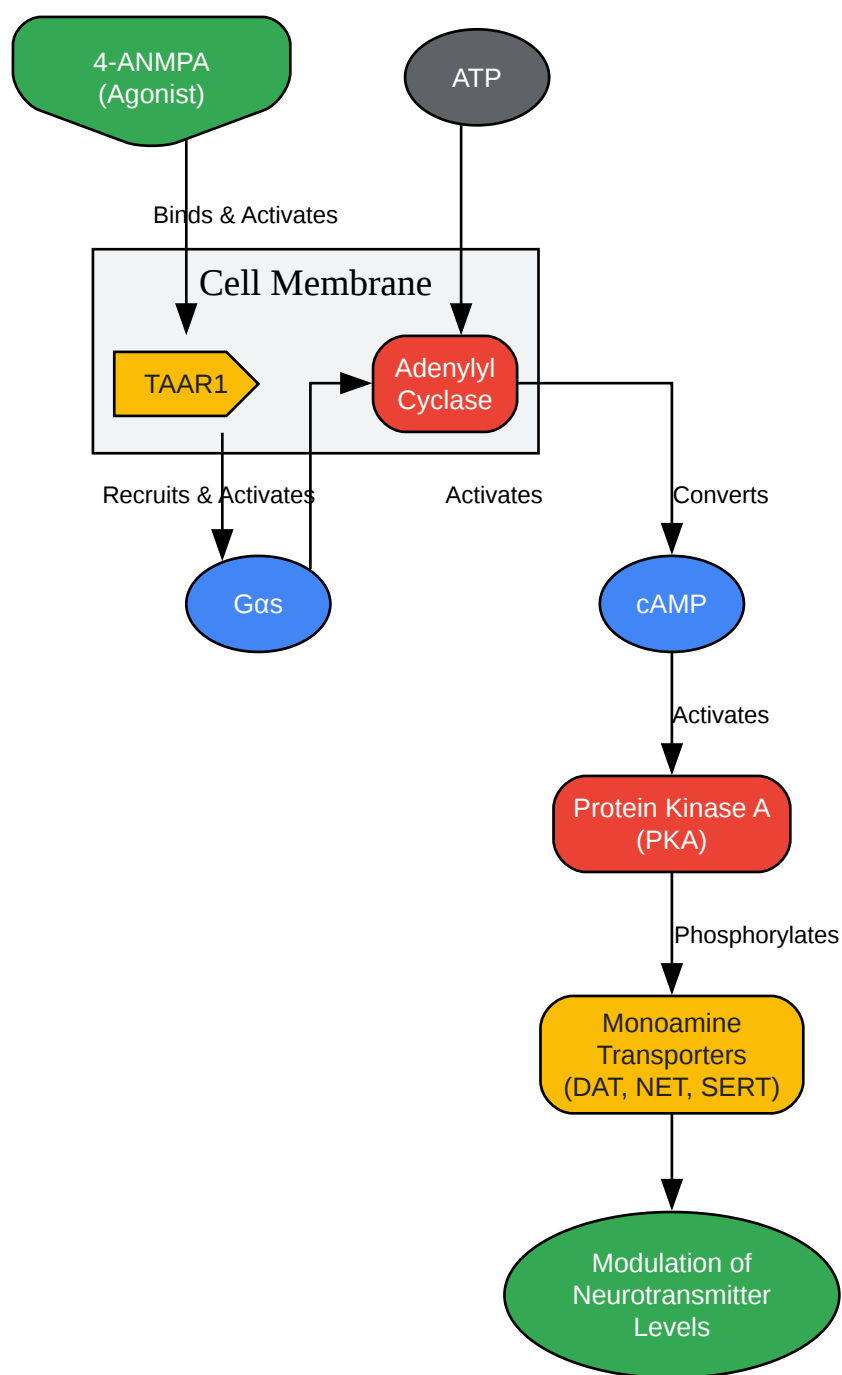 4-ANMPA
(Agonist)
ATP
Binds & Activates
Cell Membrane
TAAR1
Adenylyl
Cyclase
Recruits & Activates
Activates
Converts
Gαs
cAMP
Activates
Protein Kinase A
(PKA)
Phosphorylates
Monoamine
Transporters
(DAT, NET, SERT)
Modulation of
Neurotransmitter
Levels